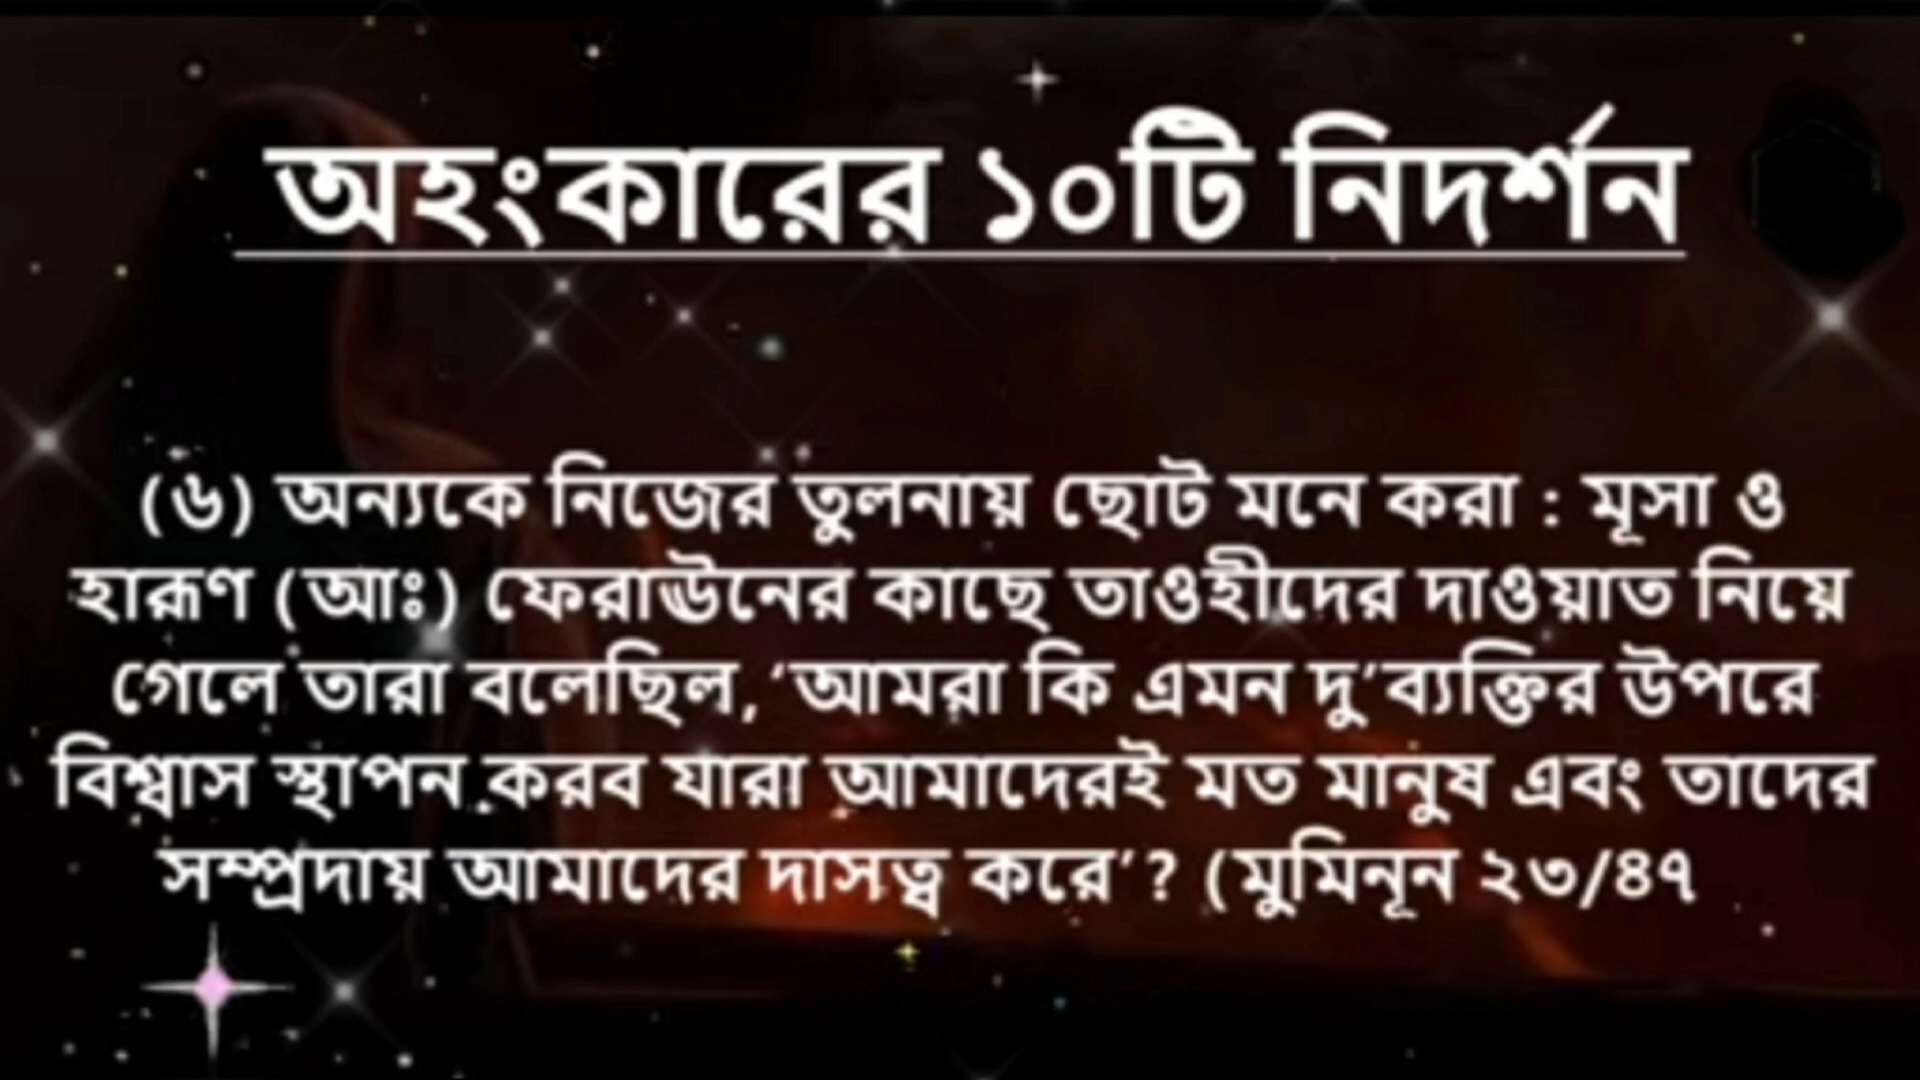 অহংকারের ১০টি নিদর্শন
(৬) অন্যকে নিজের তুলনায় ছোট মনে করা : মূসা ও
হারূণ (আঃ) ফেরাঊনের কাছে তাওহীদের দাওয়াত নিয়ে
গেলে তারা বলেছিল, ‘আমরা কি এমন দু’ব্যক্তির উপরে
বিশ্বাস স্থাপন করব যারা আমাদেরই মত মানুষ এবং তাদের
সম্প্রদায় আমাদের দাসত্ব করে’? (মুমিনূন ২৩/৪৭